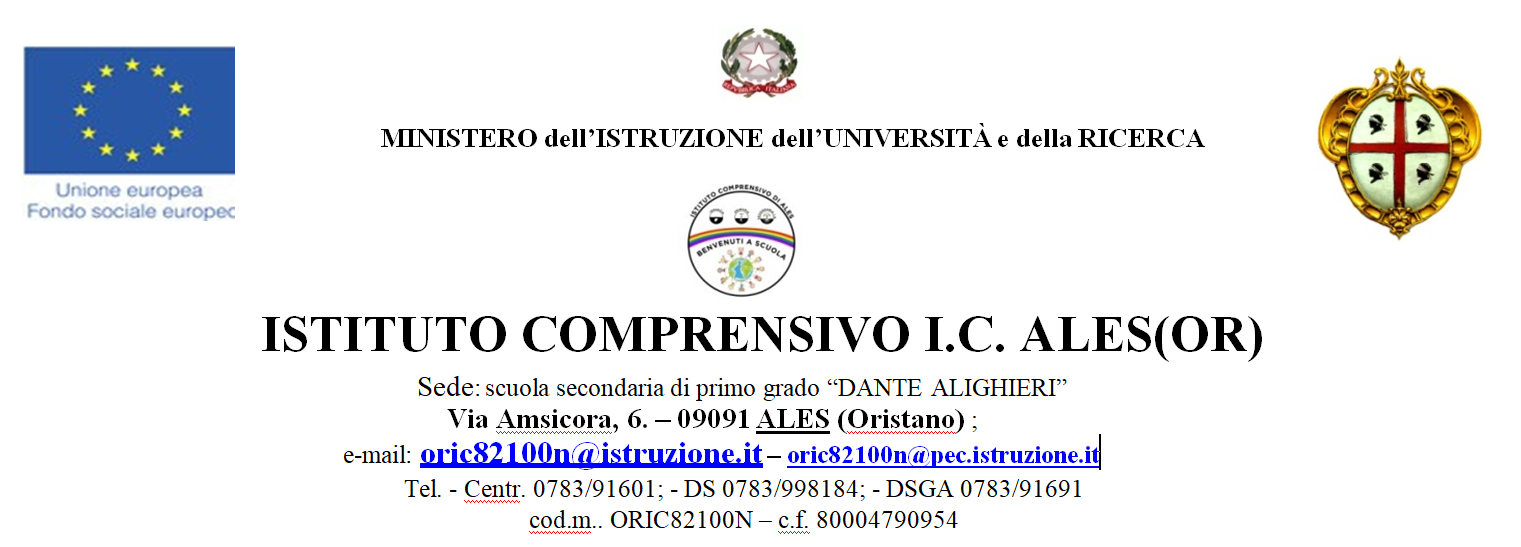 REPVBBLICA ITALIANA
MINISTERO dell’ISTRUZIONE dell’UNIVERSITÀ e della RICERCA
Unione europea
Fondo sociale europeo
ISTITUTO COMPRENSIVO DI ALES
BENVENUTI A SCUOLA
ISTITUTO COMPRENSIVO I.C. ALES(OR)
Sede: scuola secondaria di primo grado “DANTE ALIGHIERI”
Via Amsicora, 6. – 09091 ALES (Oristano) ;
e-mail: oric82100n@istruzione.it – oric82100n@pec.istruzione.it
Tel. - Centr. 0783/91601; - DS 0783/998184; - DSGA 0783/91691
cod.m.. ORIC82100N – c.f. 80004790954